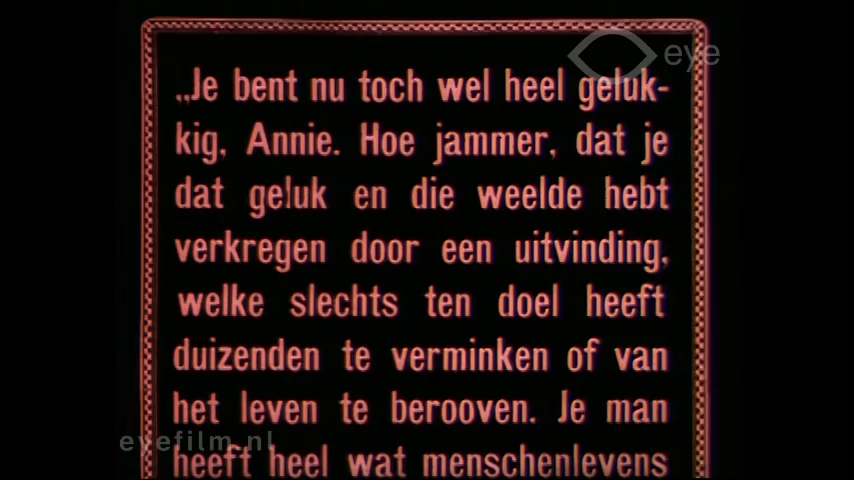 eye
„Je bent nu toch wel heel geluk-
kig, Annie. Hoe jammer, dat je
dat geluk en die weelde hebt
verkregen door een uitvinding,
welke slechts ten doel heeft
duizenden te verminken of van
het leven te berooven. Je man
eyefilm.nl
heeft heel wat menschenlevens